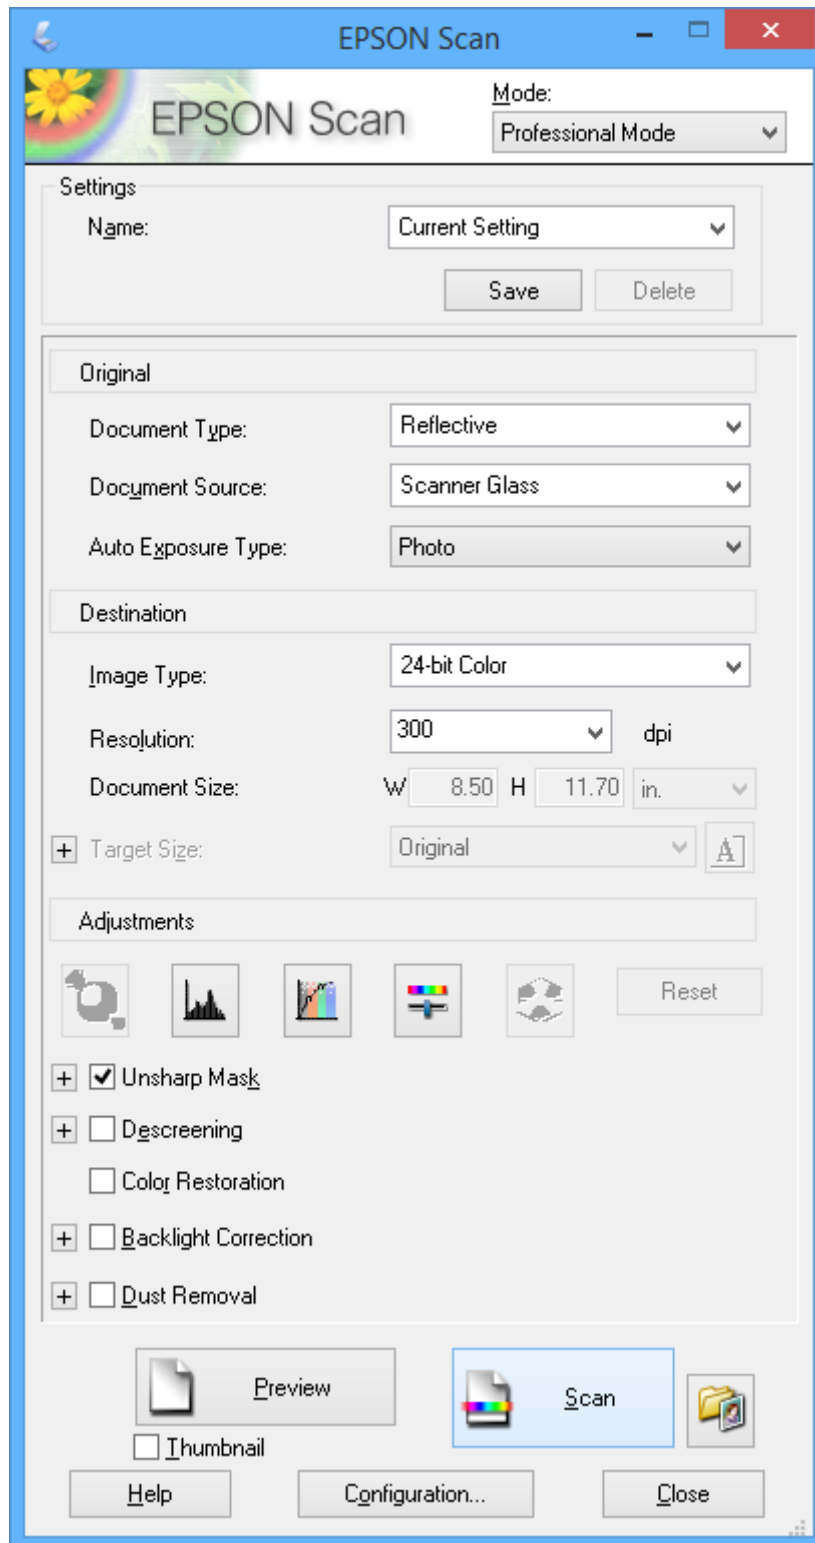 EPSON Scan
EPSON Scan
Mode:
Professional Mode
Settings
Name:
Current Setting
Save
Delete
Original
Document Type:
Reflective
Document Source:
Scanner Glass
Auto Exposure Type:
Photo
Destination
Image Type:
24-bit Color
Resolution:
300
dpi
Document Size:
W 8.50 H 11.70 in.
+ Target Size:
Original
A
Adjustments
Reset
+ Unsharp Mask
+ Descreening
Color Restoration
+ Backlight Correction
+ Dust Removal
Preview
Scan
Thumbnail
Help
Configuration...
Close